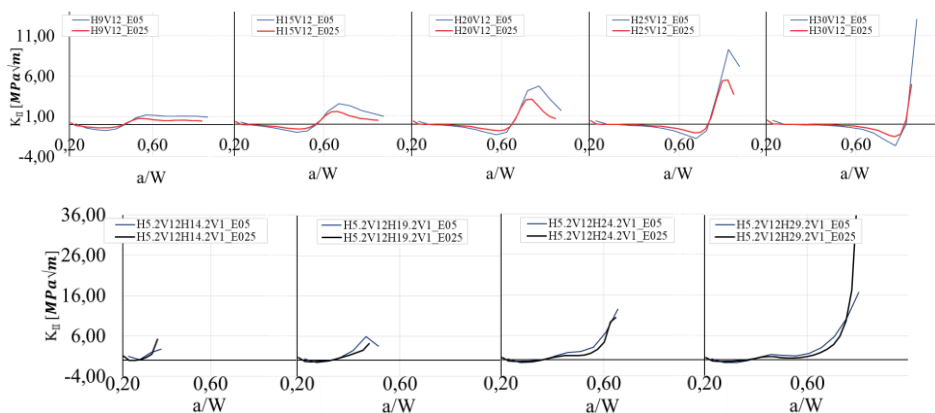 H9V12_E05
H9V12_E025
H15V12_E05
H15V12_E025
H20V12_E05
H20V12_E025
H25V12_E05
H25V12_E025
H30V12_E05
H30V12_E025
K_II [MPa√m]
11,00
6,00
1,00
-4,00
0,20 0,60 0,20 0,60 0,20 0,60 0,20 0,60 0,20 0,60
a/W a/W a/W a/W a/W
H5.2V12H14.2V1_E05
H5.2V12H14.2V1_E025
H5.2V12H19.2V1_E05
H5.2V12H19.2V1_E025
H5.2V12H24.2V1_E05
H5.2V12H24.2V1_E025
H5.2V12H29.2V1_E05
H5.2V12H29.2V1_E025
K_II [MPa√m]
36,00
26,00
16,00
6,00
-4,00
0,20 0,60 0,20 0,60 0,20 0,60 0,20 0,60
a/W a/W a/W a/W